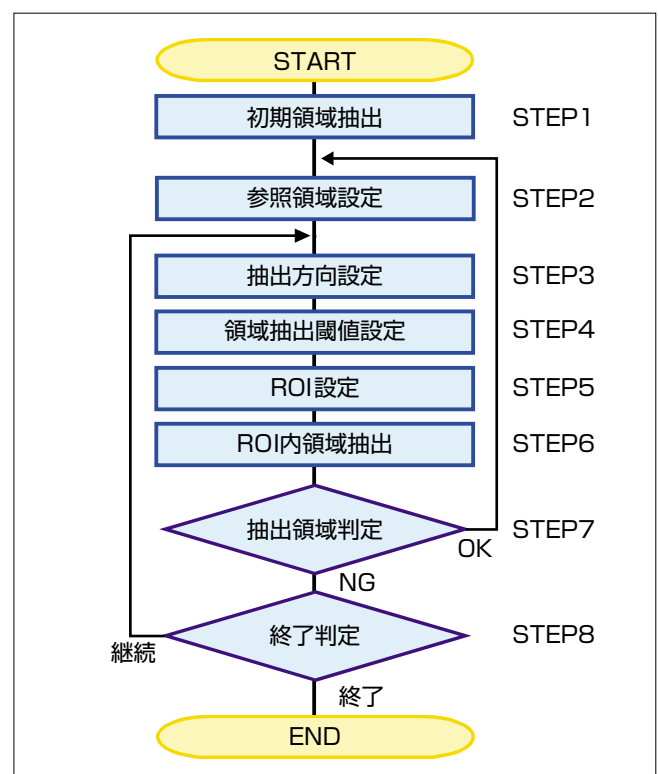 START
初期領域抽出 STEP1
参照領域設定 STEP2
抽出方向設定 STEP3
領域抽出閾値設定 STEP4
ROI設定 STEP5
ROI内領域抽出 STEP6
抽出領域判定 STEP7
OK
NG
終了判定 STEP8
継続
終了
END